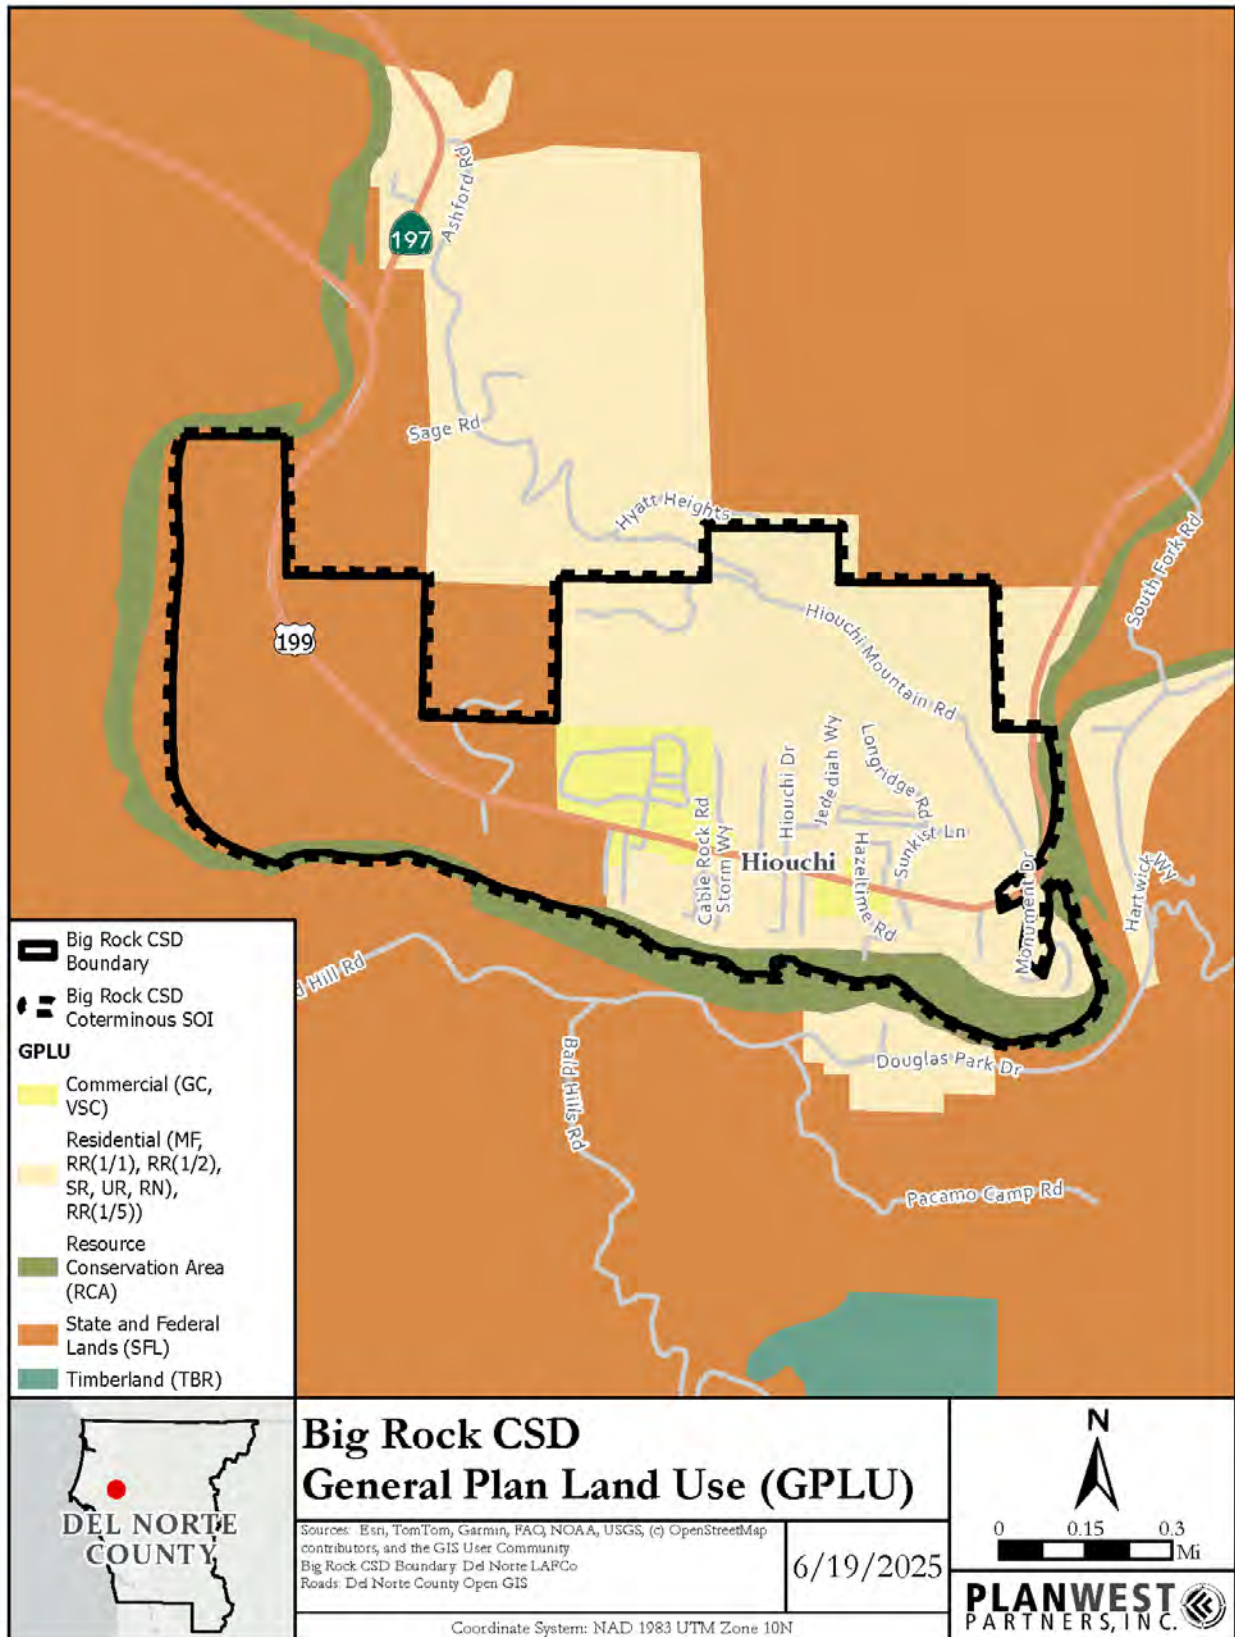 197
Ashford Rd
Sage Rd
Hyatt Heights
South Fork Rd
199
Hiouchi Mountain Rd
Longridge Rd
Jedediah Wy
Hiouchi Dr
Cable Rock Rd
Storm Wy
Sunkist Ln
Hiouchi
Hazeltime Rd
Monument Dr
Hartwick Wy
d Hill Rd
Bald Hills Rd
Douglas Park Dr
Pacamo Camp Rd
Big Rock CSD
Boundary
Big Rock CSD
Coterminous SOI
GPLU
Commercial (GC,
VSC)
Residential (MF,
RR(1/1), RR(1/2),
SR, UR, RN),
RR(1/5))
Resource
Conservation Area
(RCA)
State and Federal
Lands (SFL)
Timberland (TBR)
DEL NORTE
COUNTY
Big Rock CSD
General Plan Land Use (GPLU)
Sources: Esri, TomTom, Garmin, FAO, NOAA, USGS, (c) OpenStreetMap
contributors, and the GIS User Community
Big Rock CSD Boundary: Del Norte LAFCo
Roads: Del Norte County Open GIS
6/19/2025
Coordinate System: NAD 1983 UTM Zone 10N
N
0 0.15 0.3
Mi
PLANWEST
PARTNERS, INC.